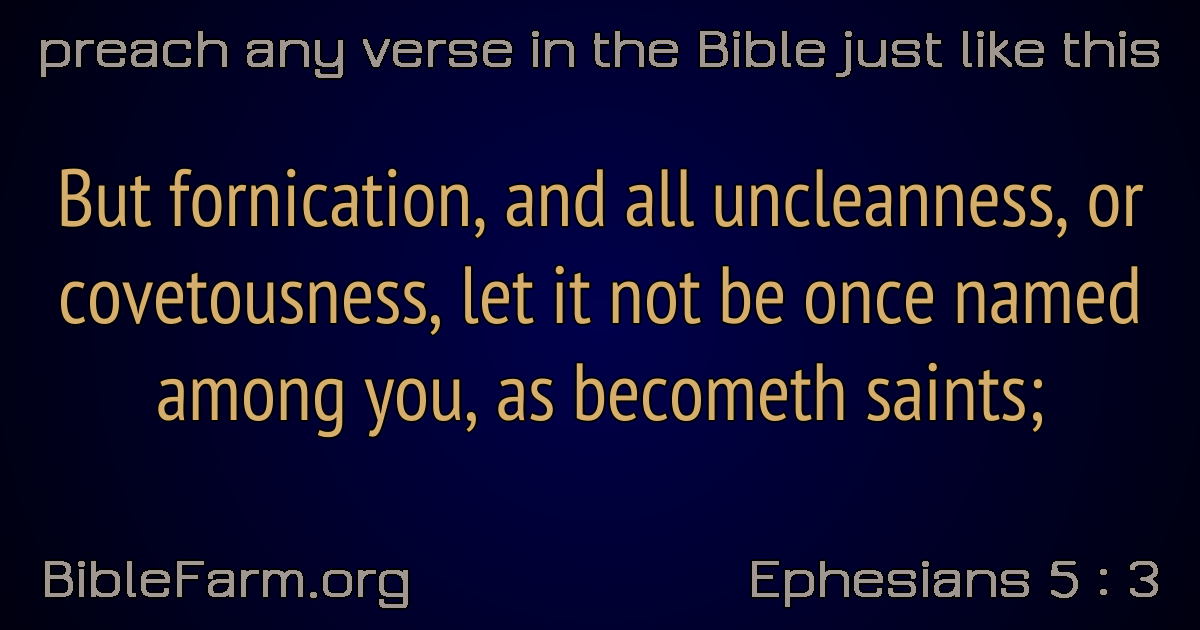 preach any verse in the Bible just like this
But fornication, and all uncleanness, or
covetousness, let it not be once named
among you, as becometh saints;
BibleFarm.org
Ephesians 5 : 3